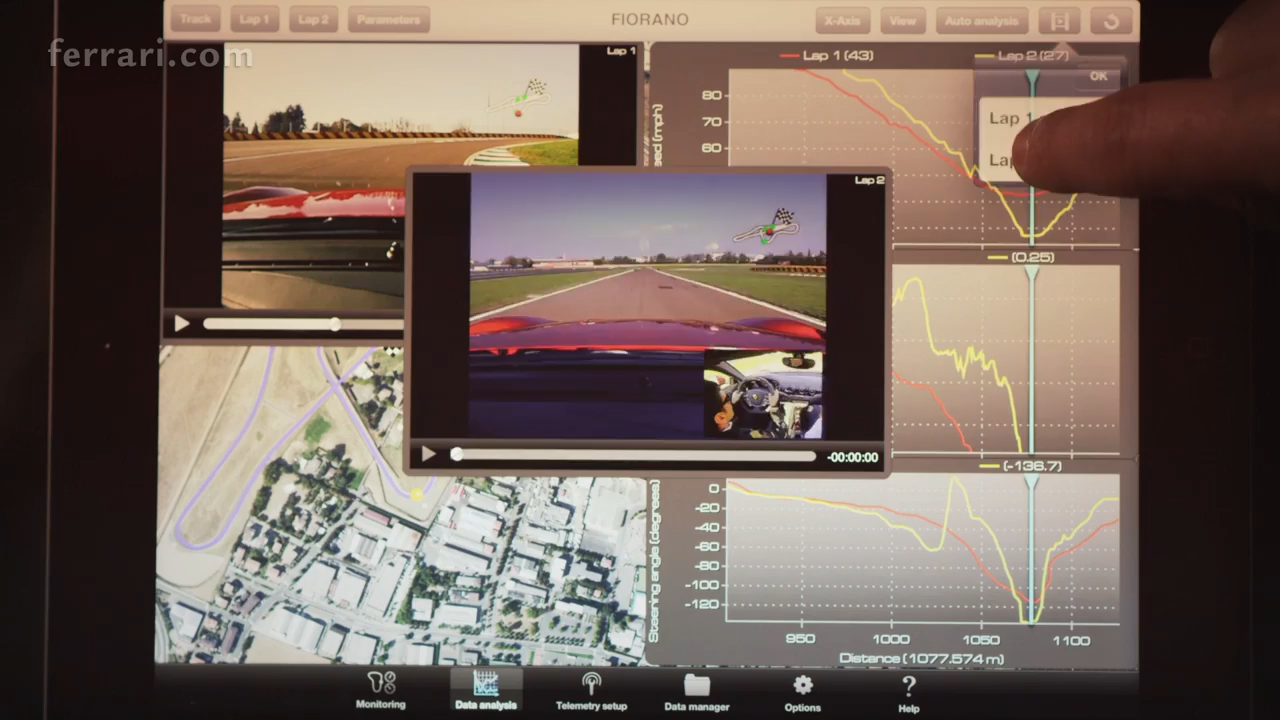 Track
Lap 1
Lap 2
Parameters
FIORANO
X-Axis
View
Auto analysis
ferrari.com
Lap 1
Lap 1 (43)
Lap 2 (27)
OK
Lap 1
80
70
60
(mph)
Lap 2
(0.25)
-00:00:00
(-136.7)
Steering angle (degrees)
0
-20
-40
-60
-80
-100
-120
950
1000
1050
1100
Distance (1077.574 m)
Monitoring
Data analysis
Telemetry setup
Data manager
Options
?
Help